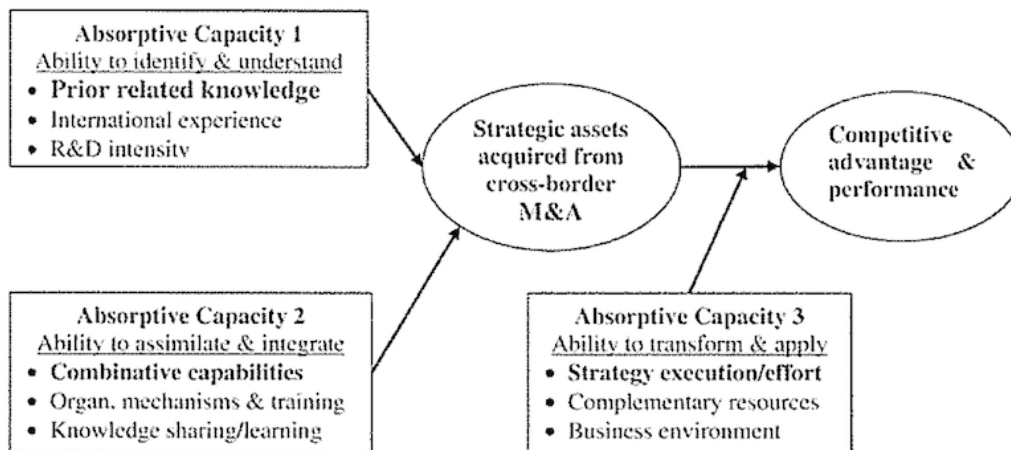 Absorptive Capacity 1
Ability to identify & understand
• Prior related knowledge
• International experience
• R&D intensity
Strategic assets
acquired from
cross-border
M&A
Competitive
advantage &
performance
Absorptive Capacity 2
Ability to assimilate & integrate
• Combinative capabilities
• Organ. mechanisms & training
• Knowledge sharing/learning
Absorptive Capacity 3
Ability to transform & apply
• Strategy execution/effort
• Complementary resources
• Business environment